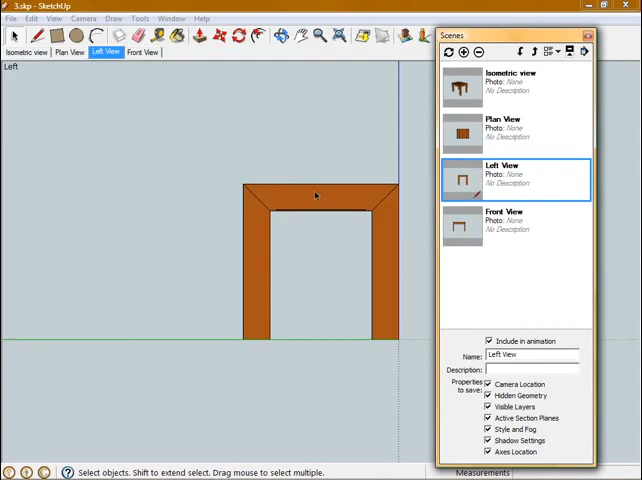 3.skp - SketchUp
File Edit View Camera Draw Tools Window Help
Isometric view Plan View Left View Front View
Left
Scenes
Isometric view
Photo: None
No Description
Plan View
Photo: None
No Description
Left View
Photo: None
No Description
Front View
Photo: None
No Description
Include in animation
Name: Left View
Description:
Properties to save:
Camera Location
Hidden Geometry
Visible Layers
Active Section Planes
Style and Fog
Shadow Settings
Axes Location
Select objects. Shift to extend select. Drag mouse to select multiple.
Measurements